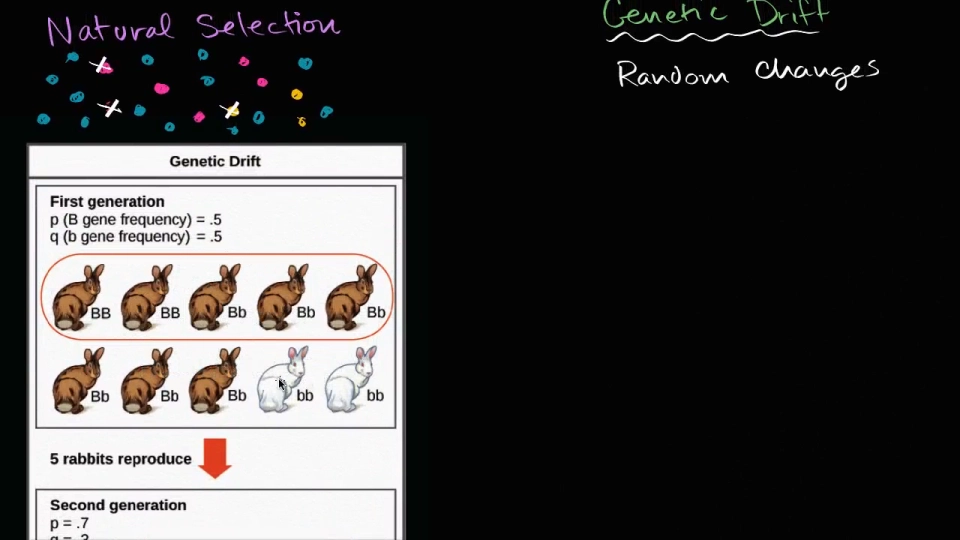 Natural Selection
Genetic Drift
Random changes
Genetic Drift
First generation
p (B gene frequency) = .5
q (b gene frequency) = .5
BB BB Bb Bb Bb
Bb Bb Bb bb bb
5 rabbits reproduce
Second generation
p = .7
q = .3